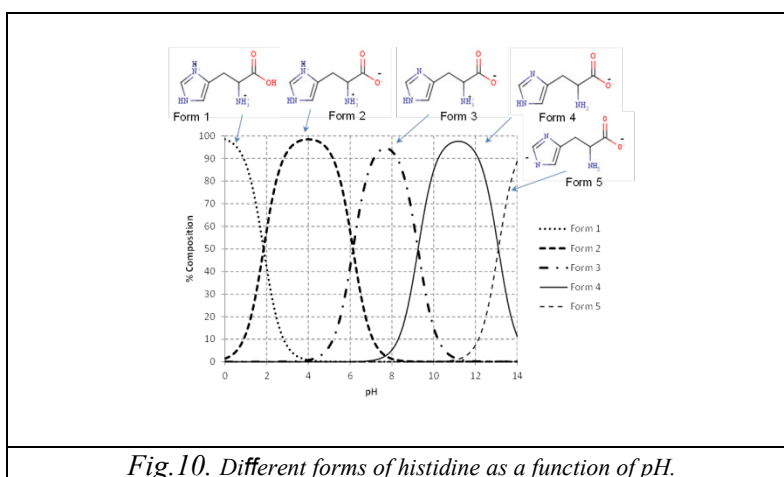 Form 1
Form 2
Form 3
Form 4
Form 5
% Composition
100
90
80
70
60
50
40
30
20
10
0
0 2 4 6 8 10 12 14
pH
Form 1
Form 2
Form 3
Form 4
Form 5
Fig.10. Different forms of histidine as a function of pH.